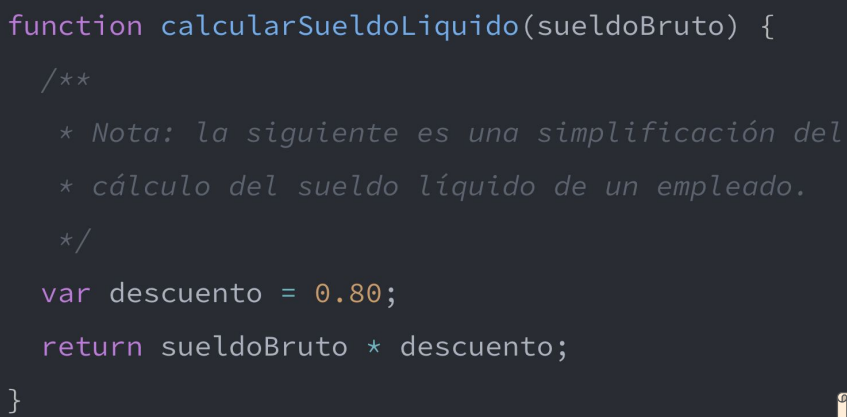 function calcularSueldoLiquido(sueldoBruto) {
/**
* Nota: la siguiente es una simplificación del
* cálculo del sueldo líquido de un empleado.
*/
var descuento = 0.80;
return sueldoBruto * descuento;
}